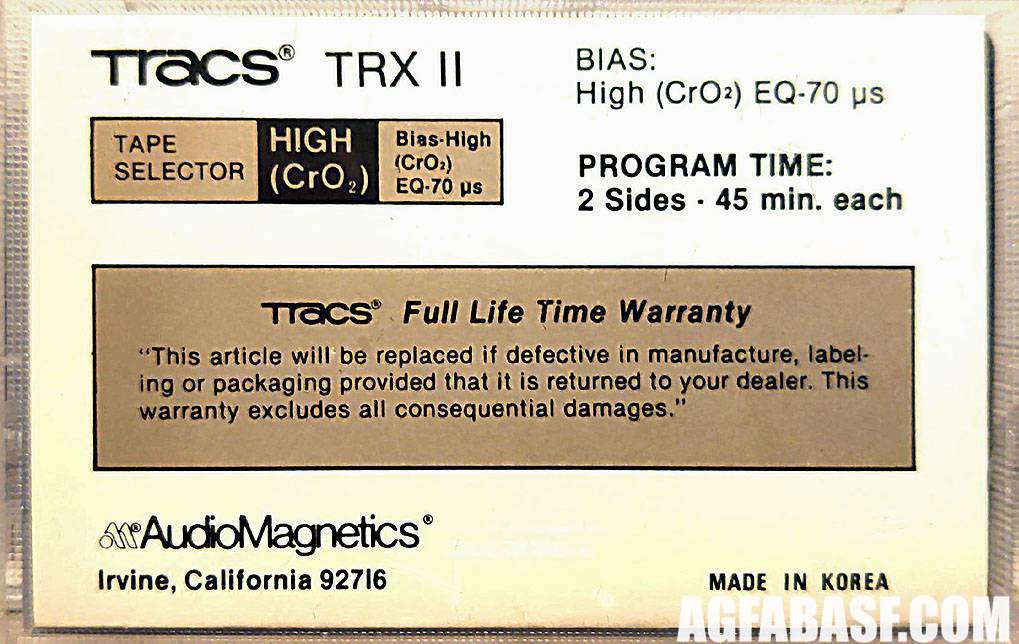 Tracs® TRX II
BIAS:
High (CrO₂) EQ-70 µs
TAPE
SELECTOR
HIGH
(CrO₂)
Bias-High
(CrO₂)
EQ-70 µs
PROGRAM TIME:
2 Sides · 45 min. each
Tracs® Full Life Time Warranty
“This article will be replaced if defective in manufacture, label-
ing or packaging provided that it is returned to your dealer. This
warranty excludes all consequential damages.”
AudioMagnetics®
Irvine, California 92716
MADE IN KOREA
AGFABASF.COM